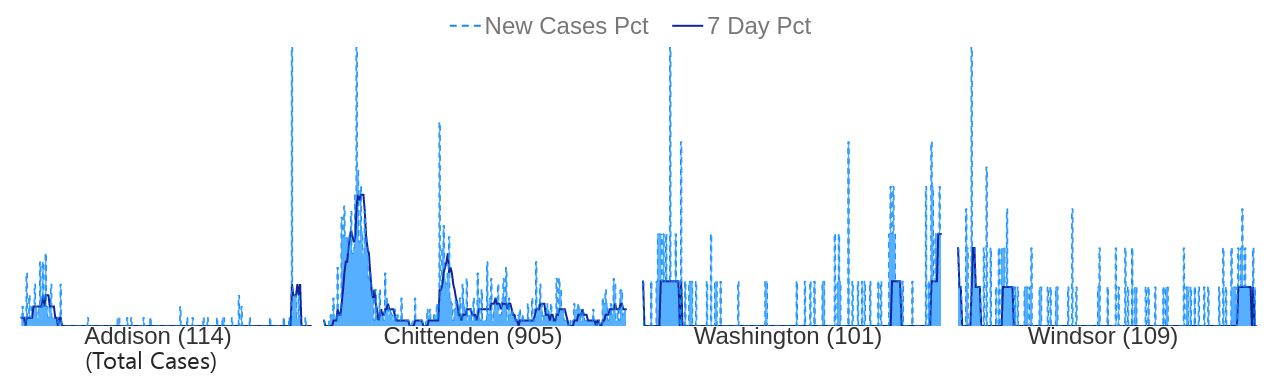 New Cases Pct 7 Day Pct
Addison (114) Chittenden (905) Washington (101) Windsor (109)
(Total Cases)